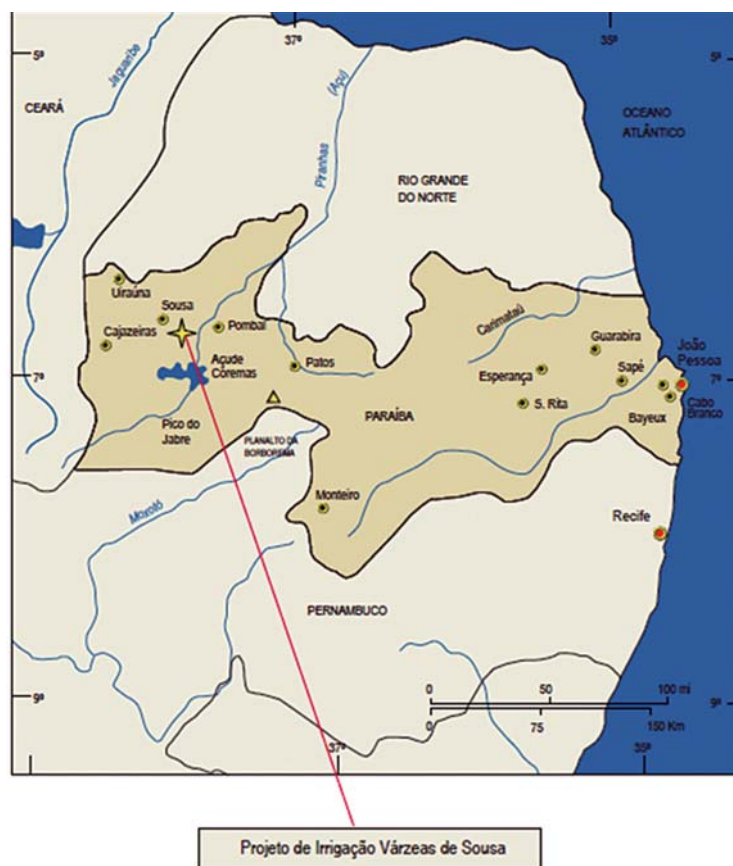 37º
35º
5º
5º
Jaguaribe
CEARÁ
(Açu)
Piranhas
OCEANO
ATLÂNTICO
RIO GRANDE
DO NORTE
Uiraúna
Sousa
Cajazeiras
Pombal
Carimataú
Guarabira
João
Pessoa
Açude
Côremas
Patos
Esperança
Sapé
7º
7º
S. Rita
Cabo
Branco
Bayeux
PARAÍBA
Pico do
Jabre
PLANALTO DA
Monteiro
Moxotó
Recife
PERNAMBUCO
0
50
100 mi
0
75
150 Km
9º
9º
37º
35º
Projeto de Irrigação Várzeas de Sousa